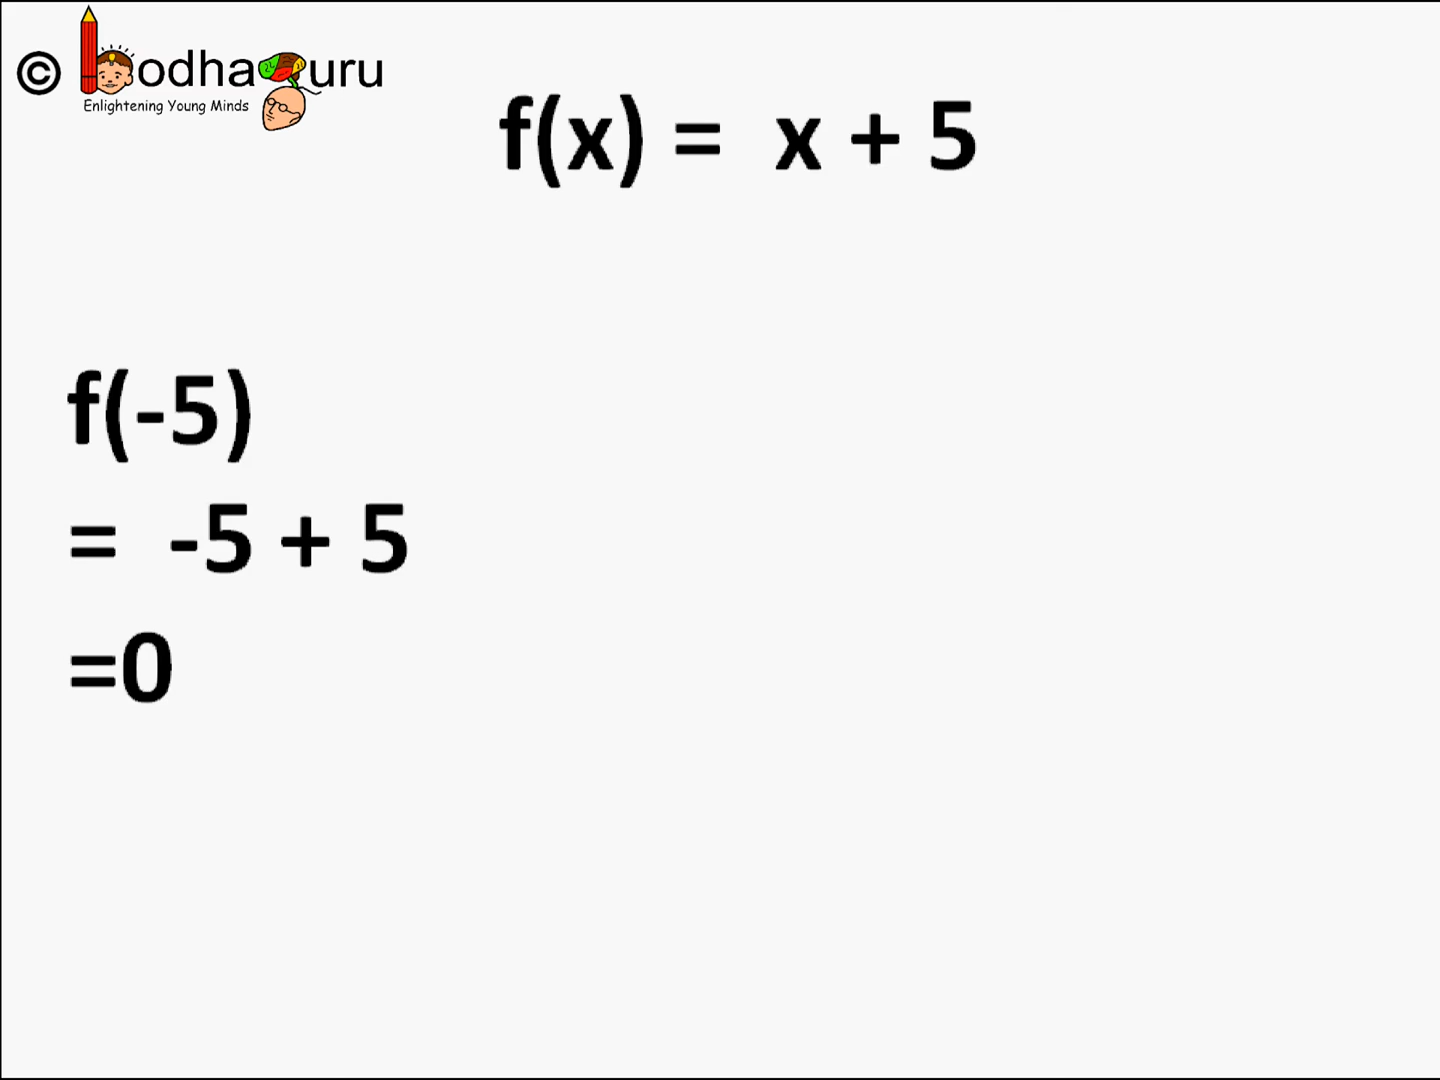 © bodhaguru
Enlightening Young Minds
f(x) = x + 5
f(-5)
= -5 + 5
=0